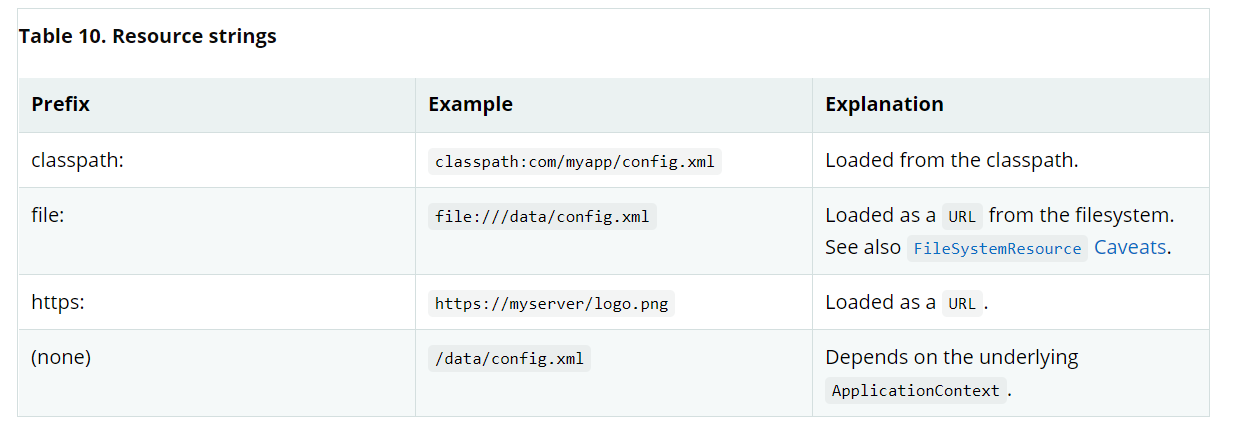 Table 10. Resource strings
Prefix Example Explanation
classpath: classpath:com/myapp/config.xml Loaded from the classpath.
file: file:///data/config.xml Loaded as a URL from the filesystem.
See also FileSystemResource Caveats.
https: https://myserver/logo.png Loaded as a URL.
(none) /data/config.xml Depends on the underlying
ApplicationContext.